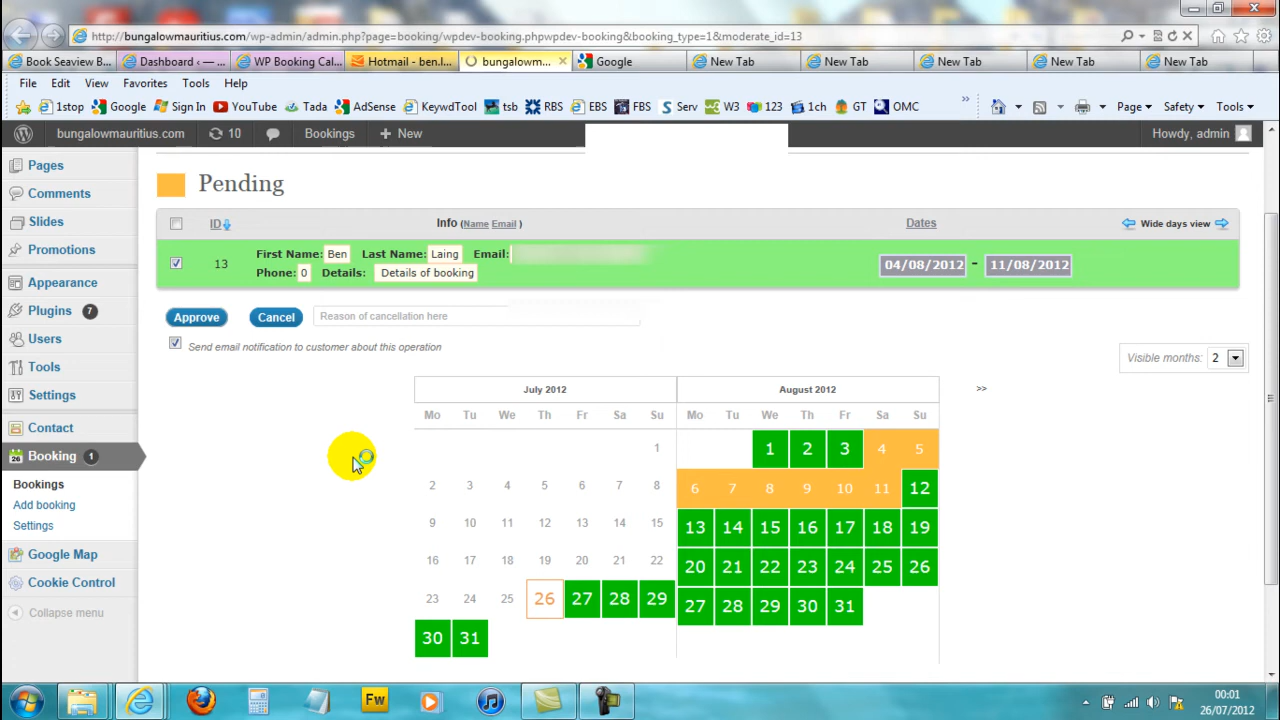 http://bungalowmauritius.com/wp-admin/admin.php?page=booking/wpdev-booking.phpwpdev-booking&booking_type=1&moderate_id=13
Book Seaview B... Dashboard ‹ — ... WP Booking Cal... Hotmail - ben.l... bungalowm... Google New Tab New Tab New Tab New Tab New Tab
File Edit View Favorites Tools Help
1stop Google Sign In YouTube Tada AdSense KeywdTool tsb RBS EBS FBS Serv W3 123 1ch GT OMC » Page Safety Tools
bungalowmauritius.com 10 Bookings + New Howdy, admin
Pages
Comments
Slides
Promotions
Appearance
Plugins 7
Users
Tools
Settings
Contact
26 Booking 1
Bookings
Add booking
Settings
Google Map
Cookie Control
Collapse menu
Pending
ID Info (Name Email ) Dates Wide days view
13 First Name: Ben Last Name: Laing Email:
Phone: 0 Details: Details of booking
04/08/2012 - 11/08/2012
Approve Cancel Reason of cancellation here
Send email notification to customer about this operation
Visible months: 2
July 2012 August 2012 >>
Mo Tu We Th Fr Sa Su Mo Tu We Th Fr Sa Su
1 1 2 3 4 5
2 3 4 5 6 7 8 6 7 8 9 10 11 12
9 10 11 12 13 14 15 13 14 15 16 17 18 19
16 17 18 19 20 21 22 20 21 22 23 24 25 26
23 24 25 26 27 28 29 27 28 29 30 31
30 31
Fw
00:01
26/07/2012